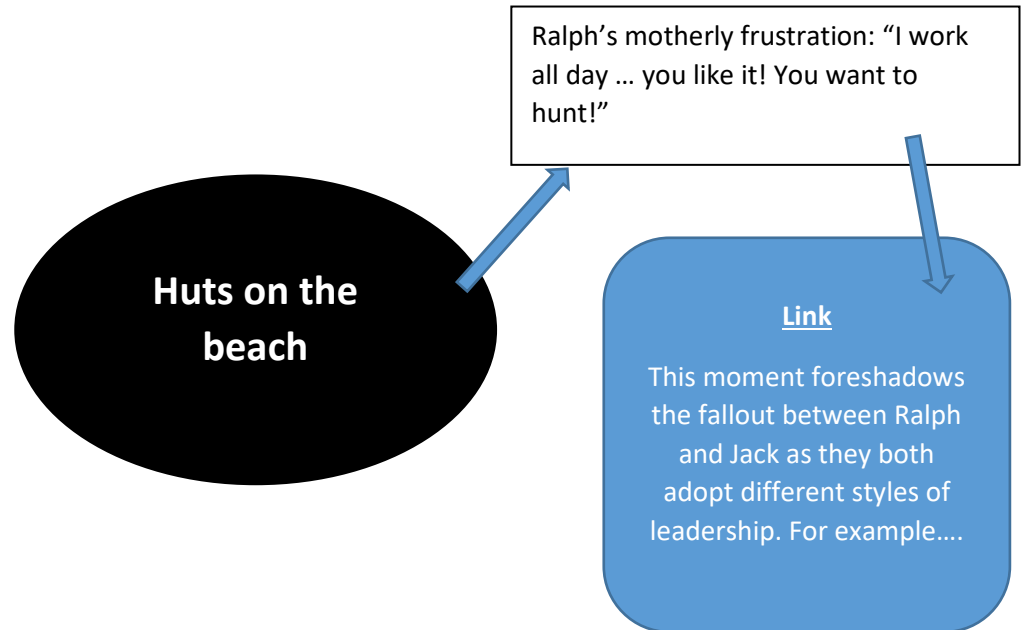 Ralph’s motherly frustration: “I work
all day … you like it! You want to
hunt!”
Huts on the
beach
Link
This moment foreshadows
the fallout between Ralph
and Jack as they both
adopt different styles of
leadership. For example….